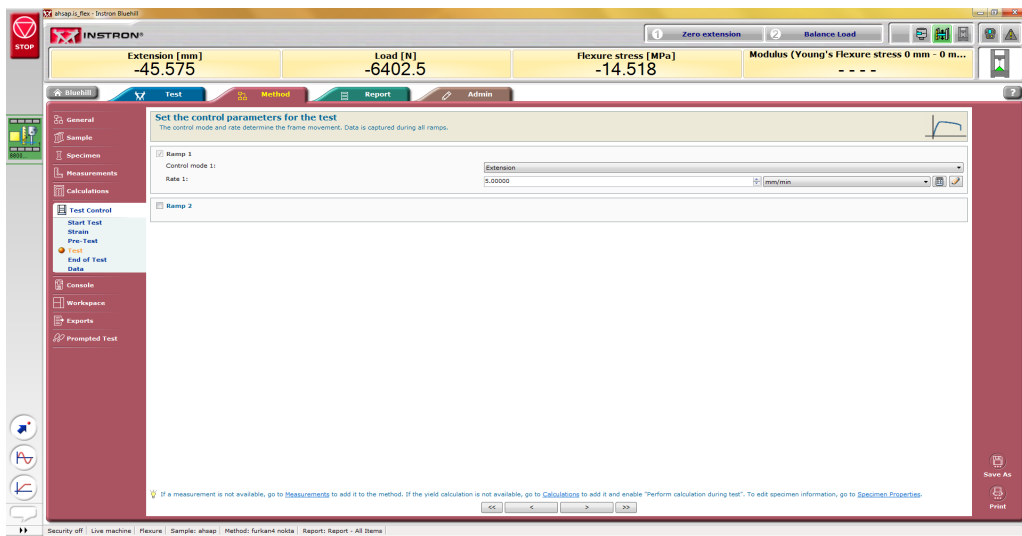 ahsap.is_flex - Instron Bluehill
STOP
INSTRON®
1 Zero extension
2 Balance Load
Extension [mm]
-45.575
Load [N]
-6402.5
Flexure stress [MPa]
-14.518
Modulus (Young's Flexure stress 0 mm - 0 m...
- - - -
Bluehill
Test
Method
Report
Admin
?
8800...
General
Sample
Specimen
Measurements
Calculations
Test Control
Start Test
Strain
Pre-Test
Test
End of Test
Data
Console
Workspace
Exports
Prompted Test
Set the control parameters for the test
The control mode and rate determine the frame movement. Data is captured during all ramps.
Ramp 1
Control mode 1:
Extension
Rate 1:
5.00000
mm/min
Ramp 2
If a measurement is not available, go to Measurements to add it to the method. If the yield calculation is not available, go to Calculations to add it and enable "Perform calculation during test". To edit specimen information, go to Specimen Properties.
<< < > >>
Save As
Print
Security off
Live machine
Flexure
Sample: ahsap
Method: furkan4 nokta
Report: Report - All Items